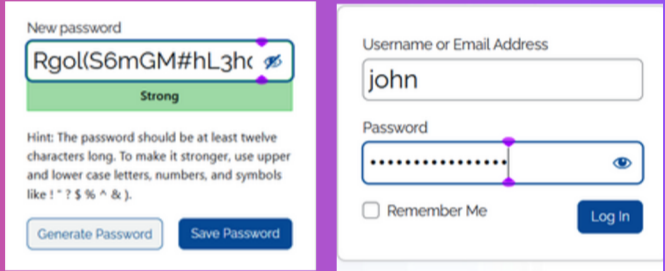 New password
Rgol(S6mGM#hL3h
Strong
Hint: The password should be at least twelve
characters long. To make it stronger, use upper
and lower case letters, numbers, and symbols
like ! " ? $ % ^ & ).
Generate Password
Save Password
Username or Email Address
john
Password
Remember Me
Log In